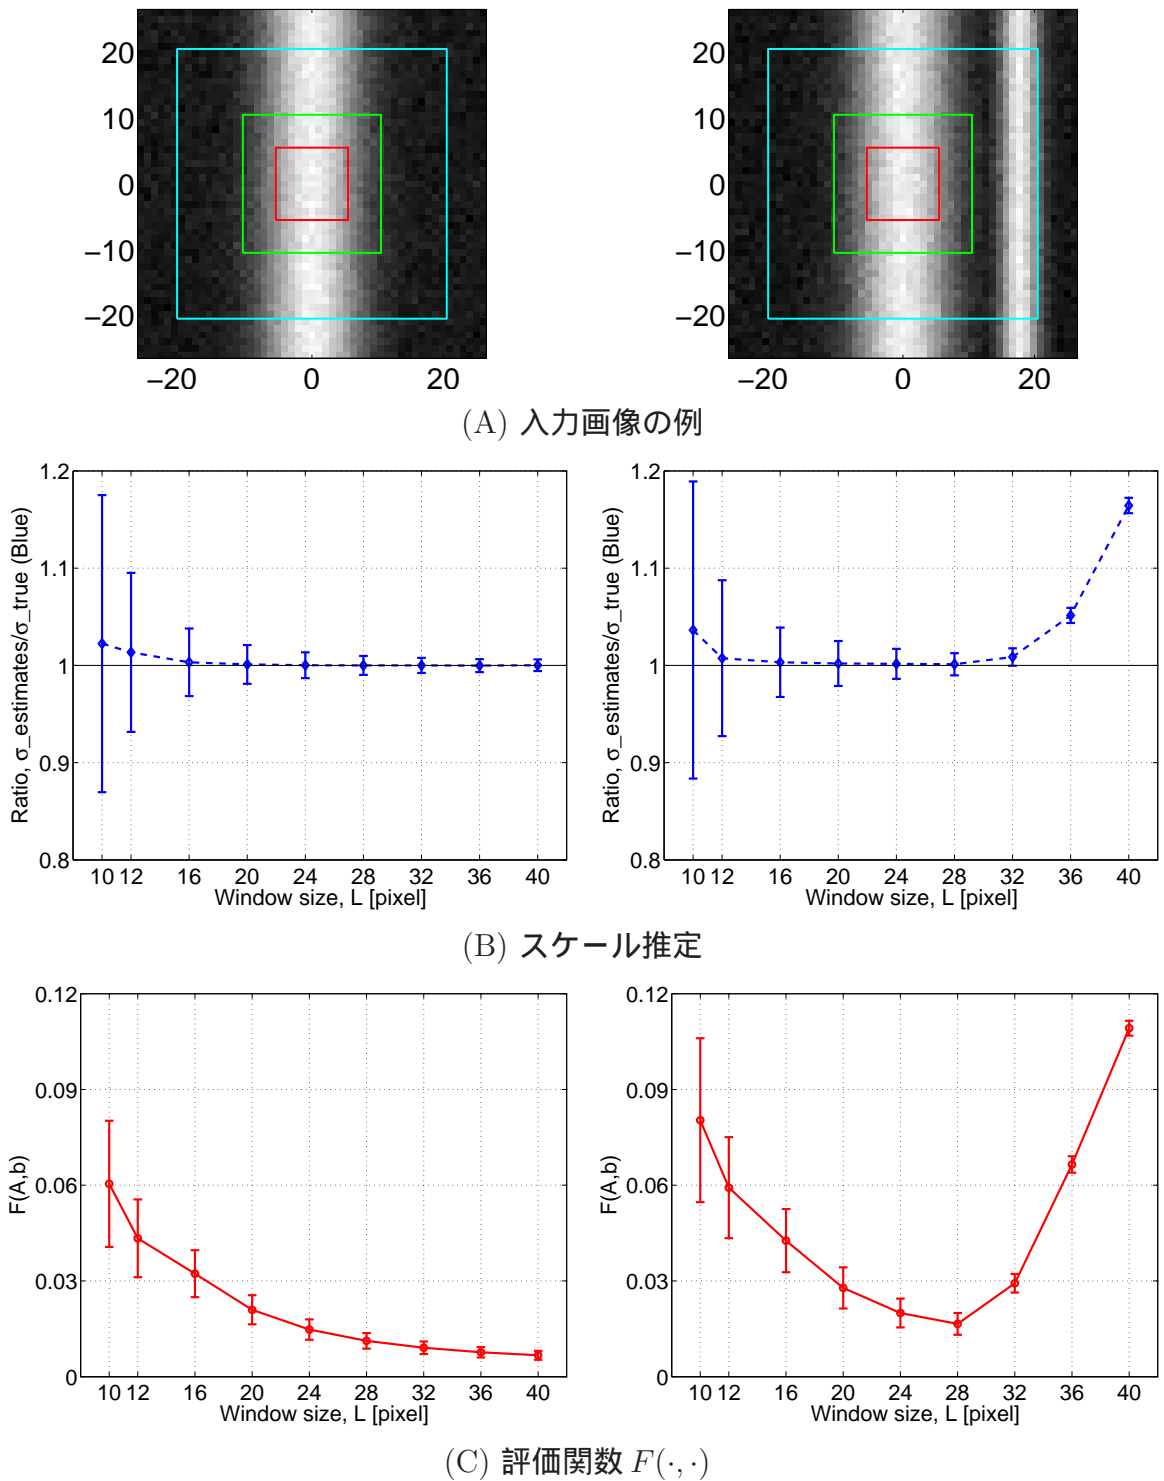 20
10
0
−10
−20
−20 0 20
20
10
0
−10
−20
−20 0 20
(A) 入力画像の例
Ratio, σ_estimates/σ_true (Blue)
1.2
1.1
1
0.9
0.8
10 12 16 20 24 28 32 36 40
Window size, L [pixel]
Ratio, σ_estimates/σ_true (Blue)
1.2
1.1
1
0.9
0.8
10 12 16 20 24 28 32 36 40
Window size, L [pixel]
(B) スケール推定
F(A,b)
0.12
0.09
0.06
0.03
0
10 12 16 20 24 28 32 36 40
Window size, L [pixel]
F(A,b)
0.12
0.09
0.06
0.03
0
10 12 16 20 24 28 32 36 40
Window size, L [pixel]
(C) 評価関数 F(·,·)